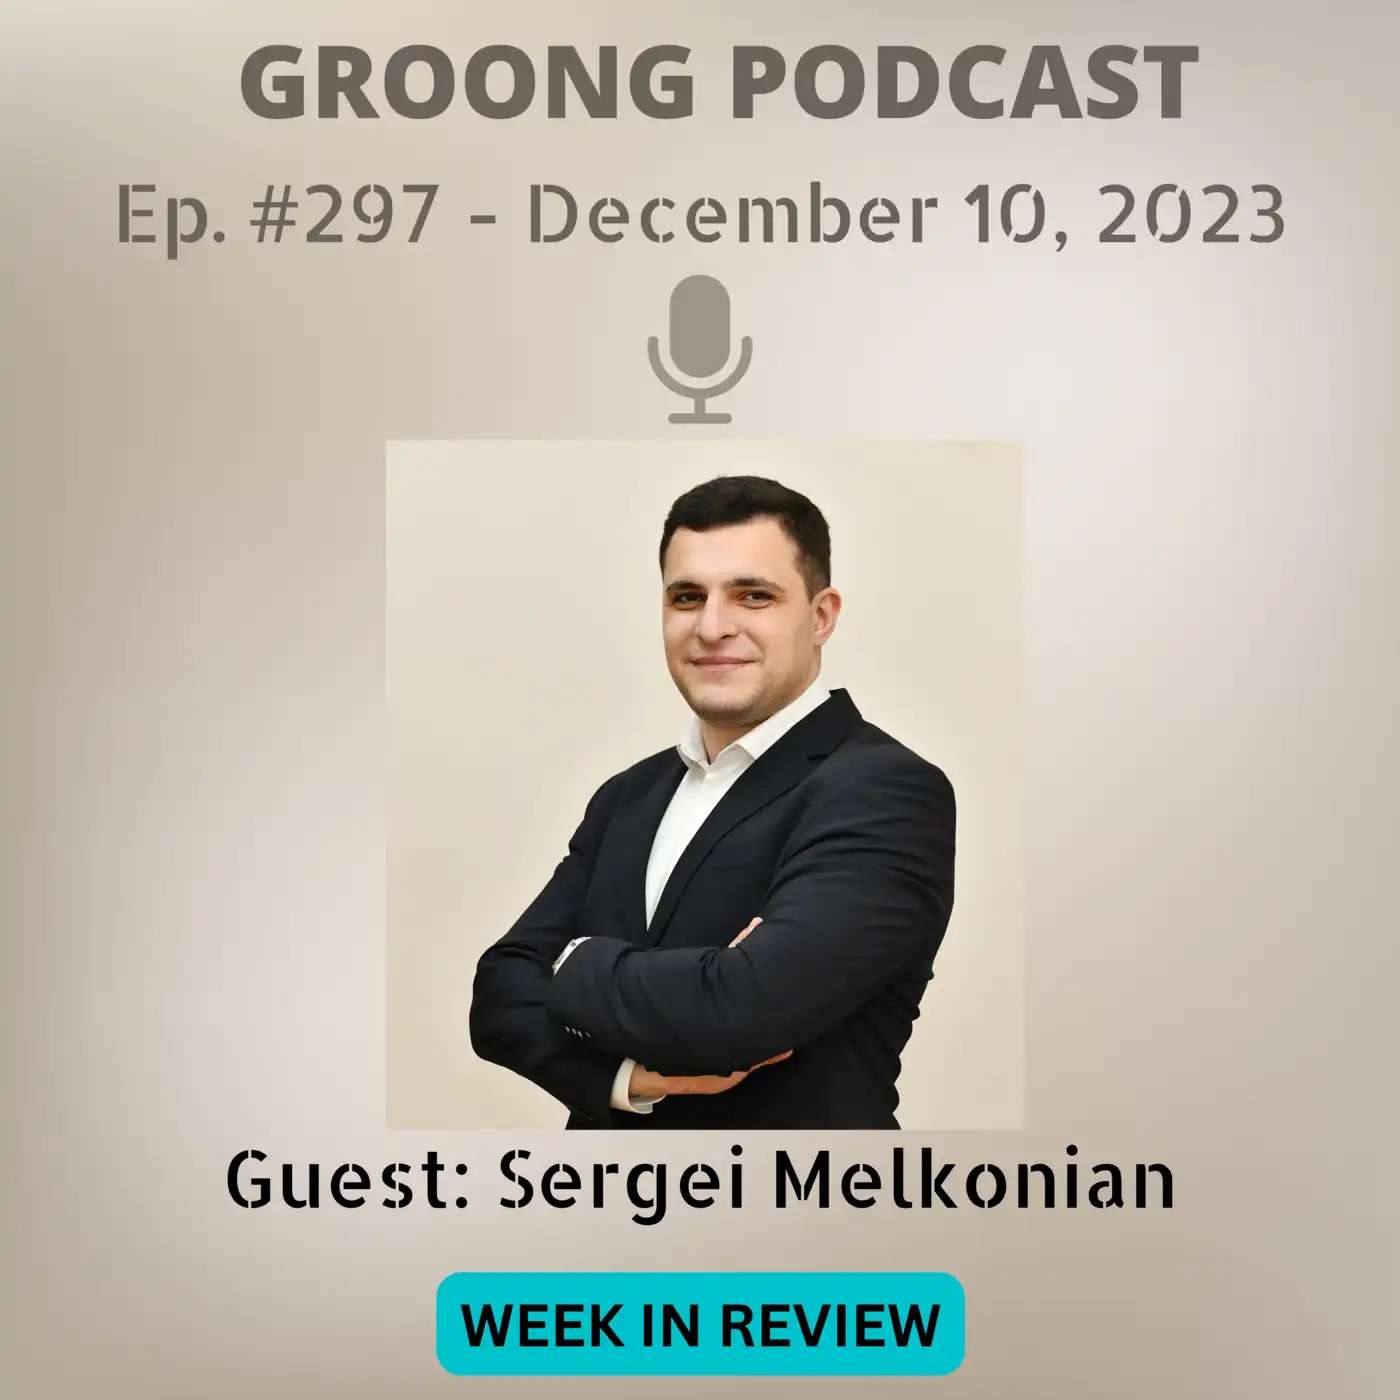 GROONG PODCAST
Ep. #297 - December 10, 2023
Guest: Sergei Melkonian
WEEK IN REVIEW